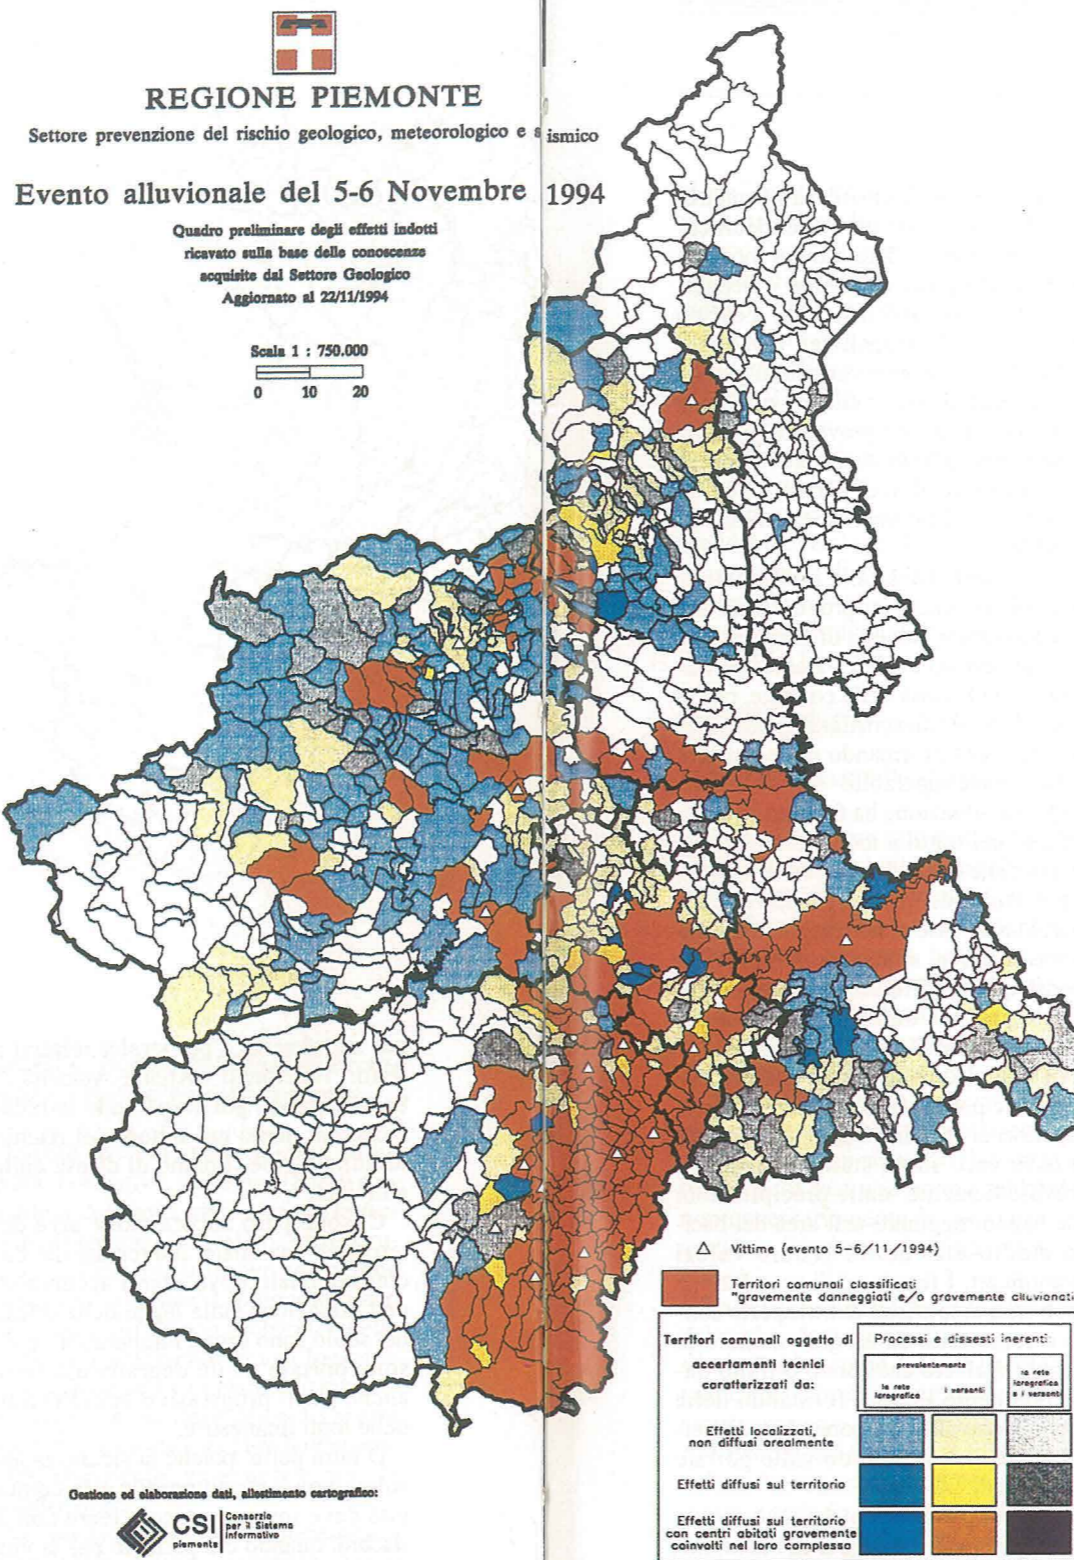 REGIONE PIEMONTE
Settore prevenzione del rischio geologico, meteorologico e sismico
Evento alluvionale del 5-6 Novembre 1994
Quadro preliminare degli effetti indotti
ricavato sulla base delle conoscenze
acquisite dal Settore Geologico
Aggiornato al 22/11/1994
Scala 1 : 750.000
0 10 20
Vittime (evento 5-6/11/1994)
Territori comunali classificati
"gravemente danneggiati e/o gravemente alluvionati
Territori comunali oggetto di
accertamenti tecnici
caratterizzati da:
Processi e dissesti inerenti:
prevalentemente
la rete
idrografica
i versanti
la rete
idrografica
e i versanti
Effetti localizzati,
non diffusi arealmente
Effetti diffusi sul territorio
Effetti diffusi sul territorio
con centri abitati gravemente
coinvolti nel loro complesso
Gestione ed elaborazione dati, allestimento cartografico:
CSI
piemonte
Consorzio
per il Sistema
Informativo